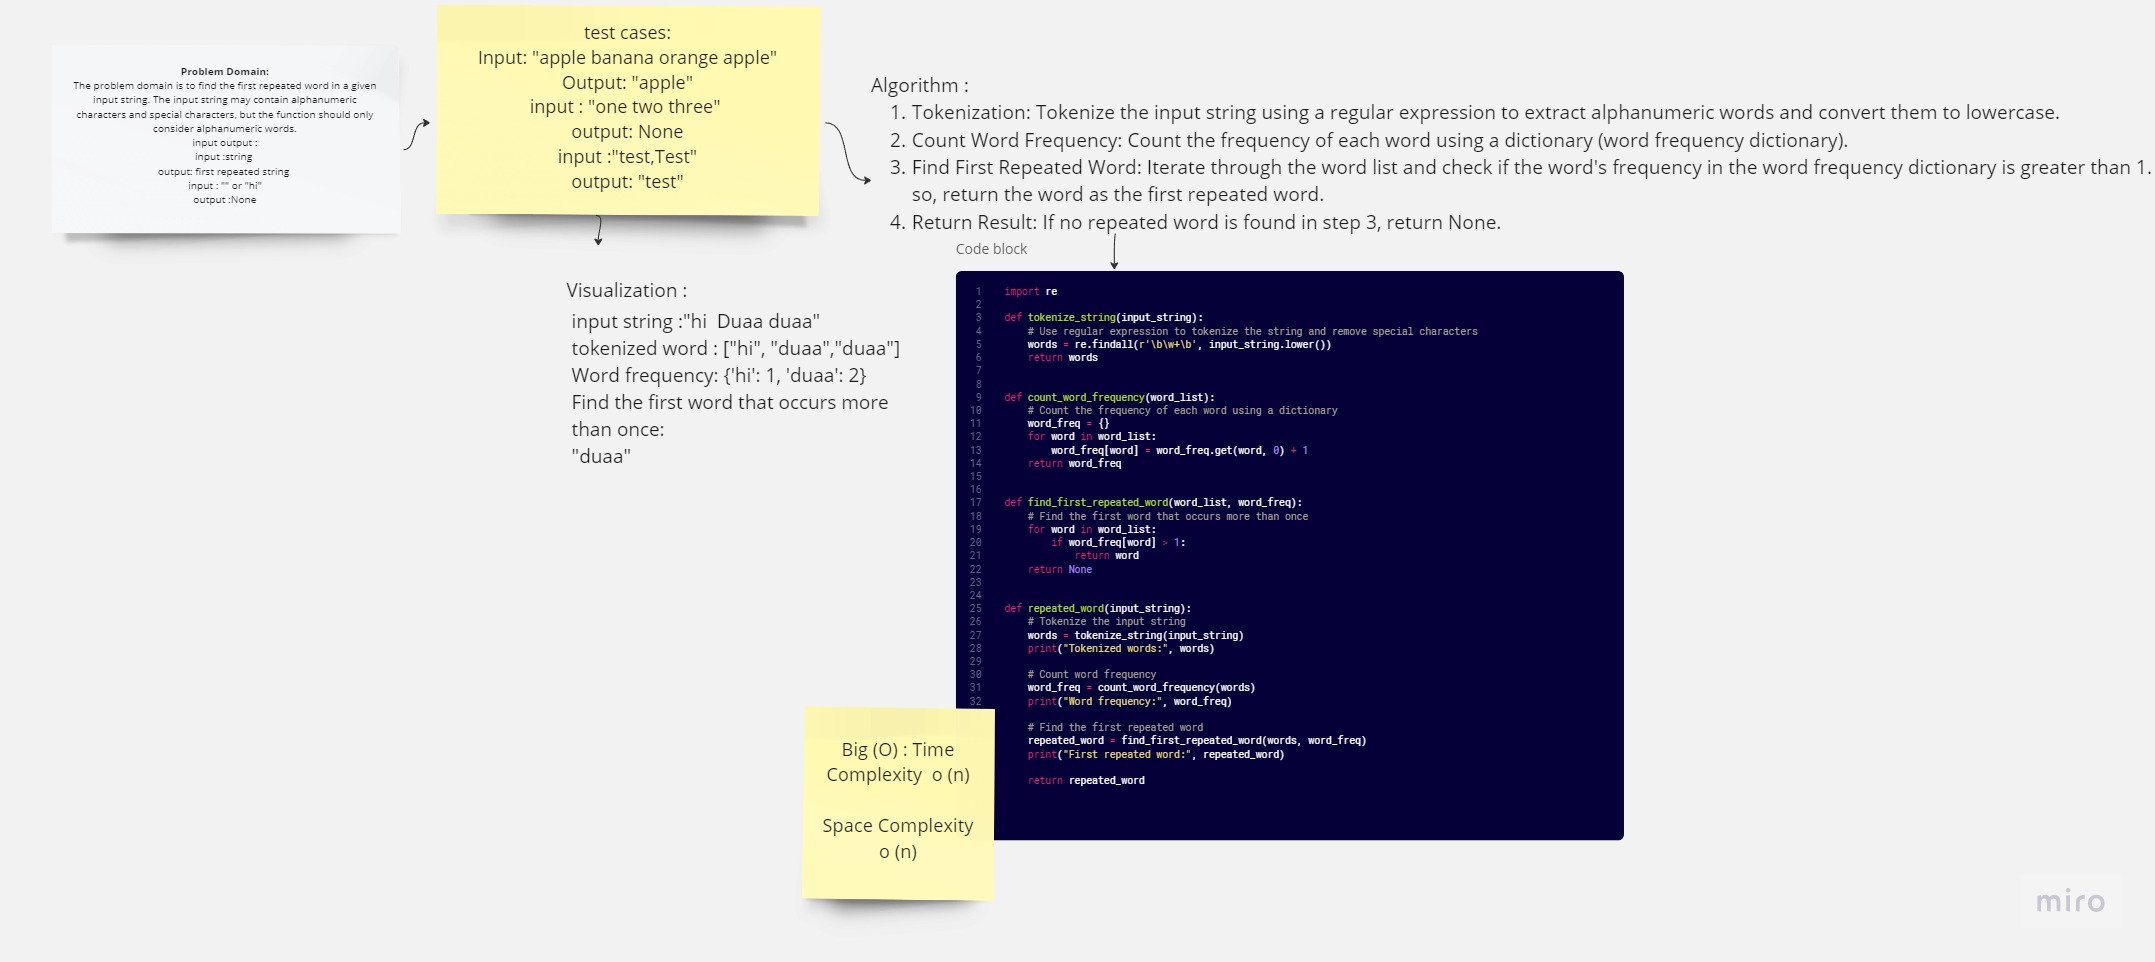 Problem Domain:
The problem domain is to find the first repeated word in a given
input string. The input string may contain alphanumeric
characters and special characters, but the function should only
consider alphanumeric words.
input output :
input :string
output: first repeated string
input : "" or "hi"
output :None
test cases:
Input: "apple banana orange apple"
Output: "apple"
input : "one two three"
output: None
input :"test,Test"
output: "test"
Algorithm :
1. Tokenization: Tokenize the input string using a regular expression to extract alphanumeric words and convert them to lowercase.
2. Count Word Frequency: Count the frequency of each word using a dictionary (word frequency dictionary).
3. Find First Repeated Word: Iterate through the word list and check if the word's frequency in the word frequency dictionary is greater than 1.
so, return the word as the first repeated word.
4. Return Result: If no repeated word is found in step 3, return None.
Visualization :
input string :"hi  Duaa duaa"
tokenized word : ["hi", "duaa","duaa"]
Word frequency: {'hi': 1, 'duaa': 2}
Find the first word that occurs more
than once:
"duaa"
Code block
1 import re
2
3 def tokenize_string(input_string):
4     # Use regular expression to tokenize the string and remove special characters
5     words = re.findall(r'\b\w+\b', input_string.lower())
6     return words
7
8
9 def count_word_frequency(word_list):
10     # Count the frequency of each word using a dictionary
11     word_freq = {}
12     for word in word_list:
13         word_freq[word] = word_freq.get(word, 0) + 1
14     return word_freq
15
16
17 def find_first_repeated_word(word_list, word_freq):
18     # Find the first word that occurs more than once
19     for word in word_list:
20         if word_freq[word] > 1:
21             return word
22     return None
23
24
25 def repeated_word(input_string):
26     # Tokenize the input string
27     words = tokenize_string(input_string)
28     print("Tokenized words:", words)
29
30     # Count word frequency
31     word_freq = count_word_frequency(words)
32     print("Word frequency:", word_freq)
# Find the first repeated word
repeated_word = find_first_repeated_word(words, word_freq)
print("First repeated word:", repeated_word)
return repeated_word
Big (O) : Time
Complexity  o (n)
Space Complexity
o (n)
miro